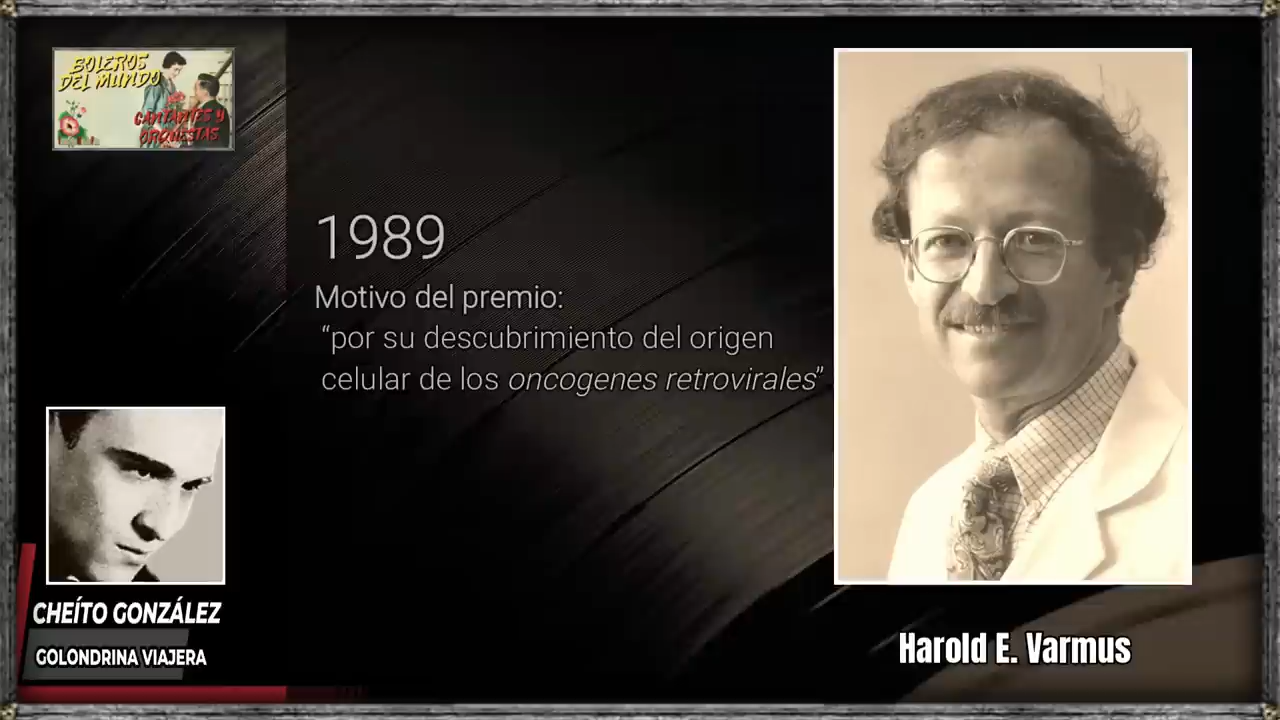 BOLEROS
DEL MUNDO
CANTANTES Y
ORQUESTAS
1989
Motivo del premio:
“por su descubrimiento del origen
celular de los oncogenes retrovirales”
CHEÍTO GONZÁLEZ
GOLONDRINA VIAJERA
Harold E. Varmus